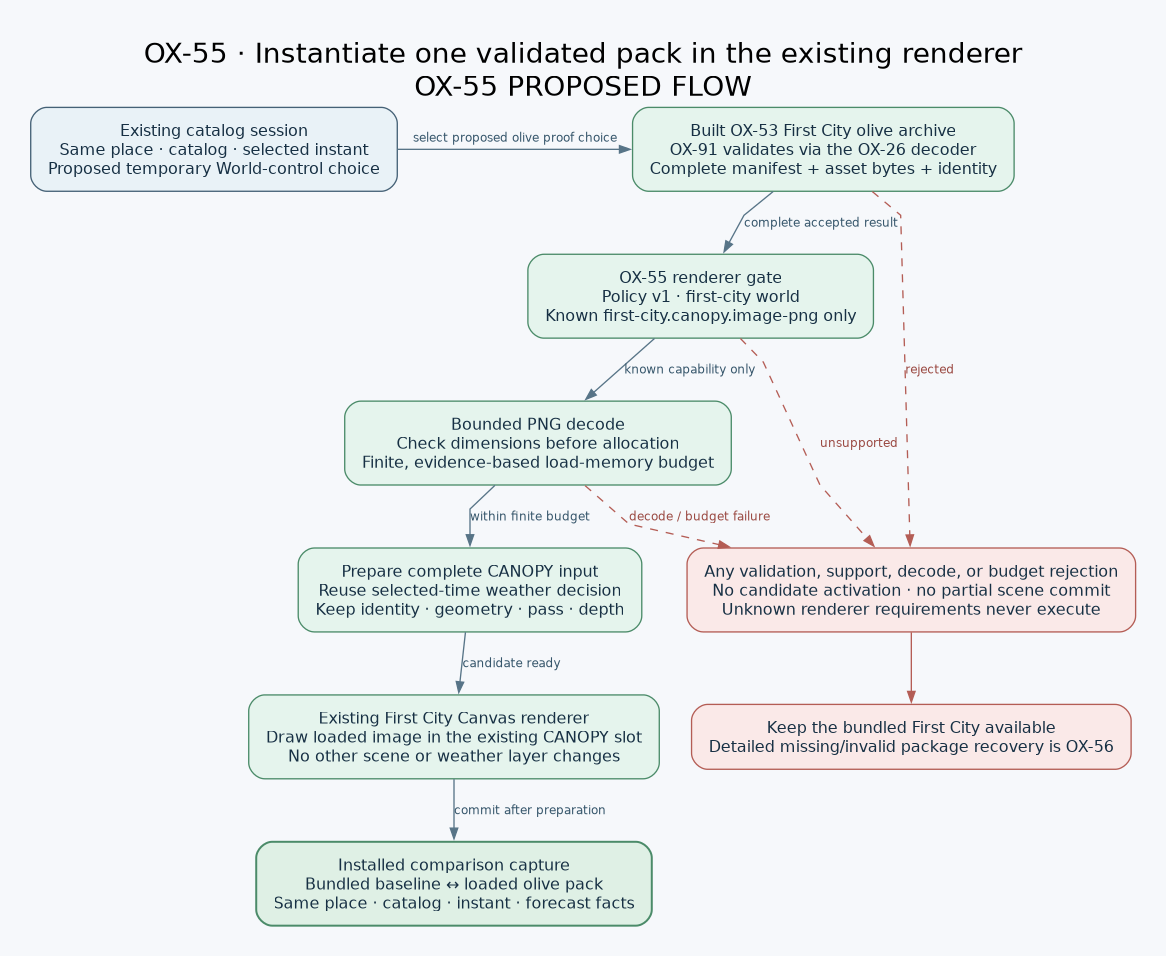 OX-55 · Instantiate one validated pack in the existing renderer
OX-55 PROPOSED FLOW
Existing catalog session
Same place · catalog · selected instant
Proposed temporary World-control choice
select proposed olive proof choice
Built OX-53 First City olive archive
OX-91 validates via the OX-26 decoder
Complete manifest + asset bytes + identity
complete accepted result
OX-55 renderer gate
Policy v1 · first-city world
Known first-city.canopy.image-png only
known capability only
rejected
Bounded PNG decode
Check dimensions before allocation
Finite, evidence-based load-memory budget
unsupported
within finite budget
decode / budget failure
Prepare complete CANOPY input
Reuse selected-time weather decision
Keep identity · geometry · pass · depth
Any validation, support, decode, or budget rejection
No candidate activation · no partial scene commit
Unknown renderer requirements never execute
candidate ready
Existing First City Canvas renderer
Draw loaded image in the existing CANOPY slot
No other scene or weather layer changes
Keep the bundled First City available
Detailed missing/invalid package recovery is OX-56
commit after preparation
Installed comparison capture
Bundled baseline ↔ loaded olive pack
Same place · catalog · instant · forecast facts